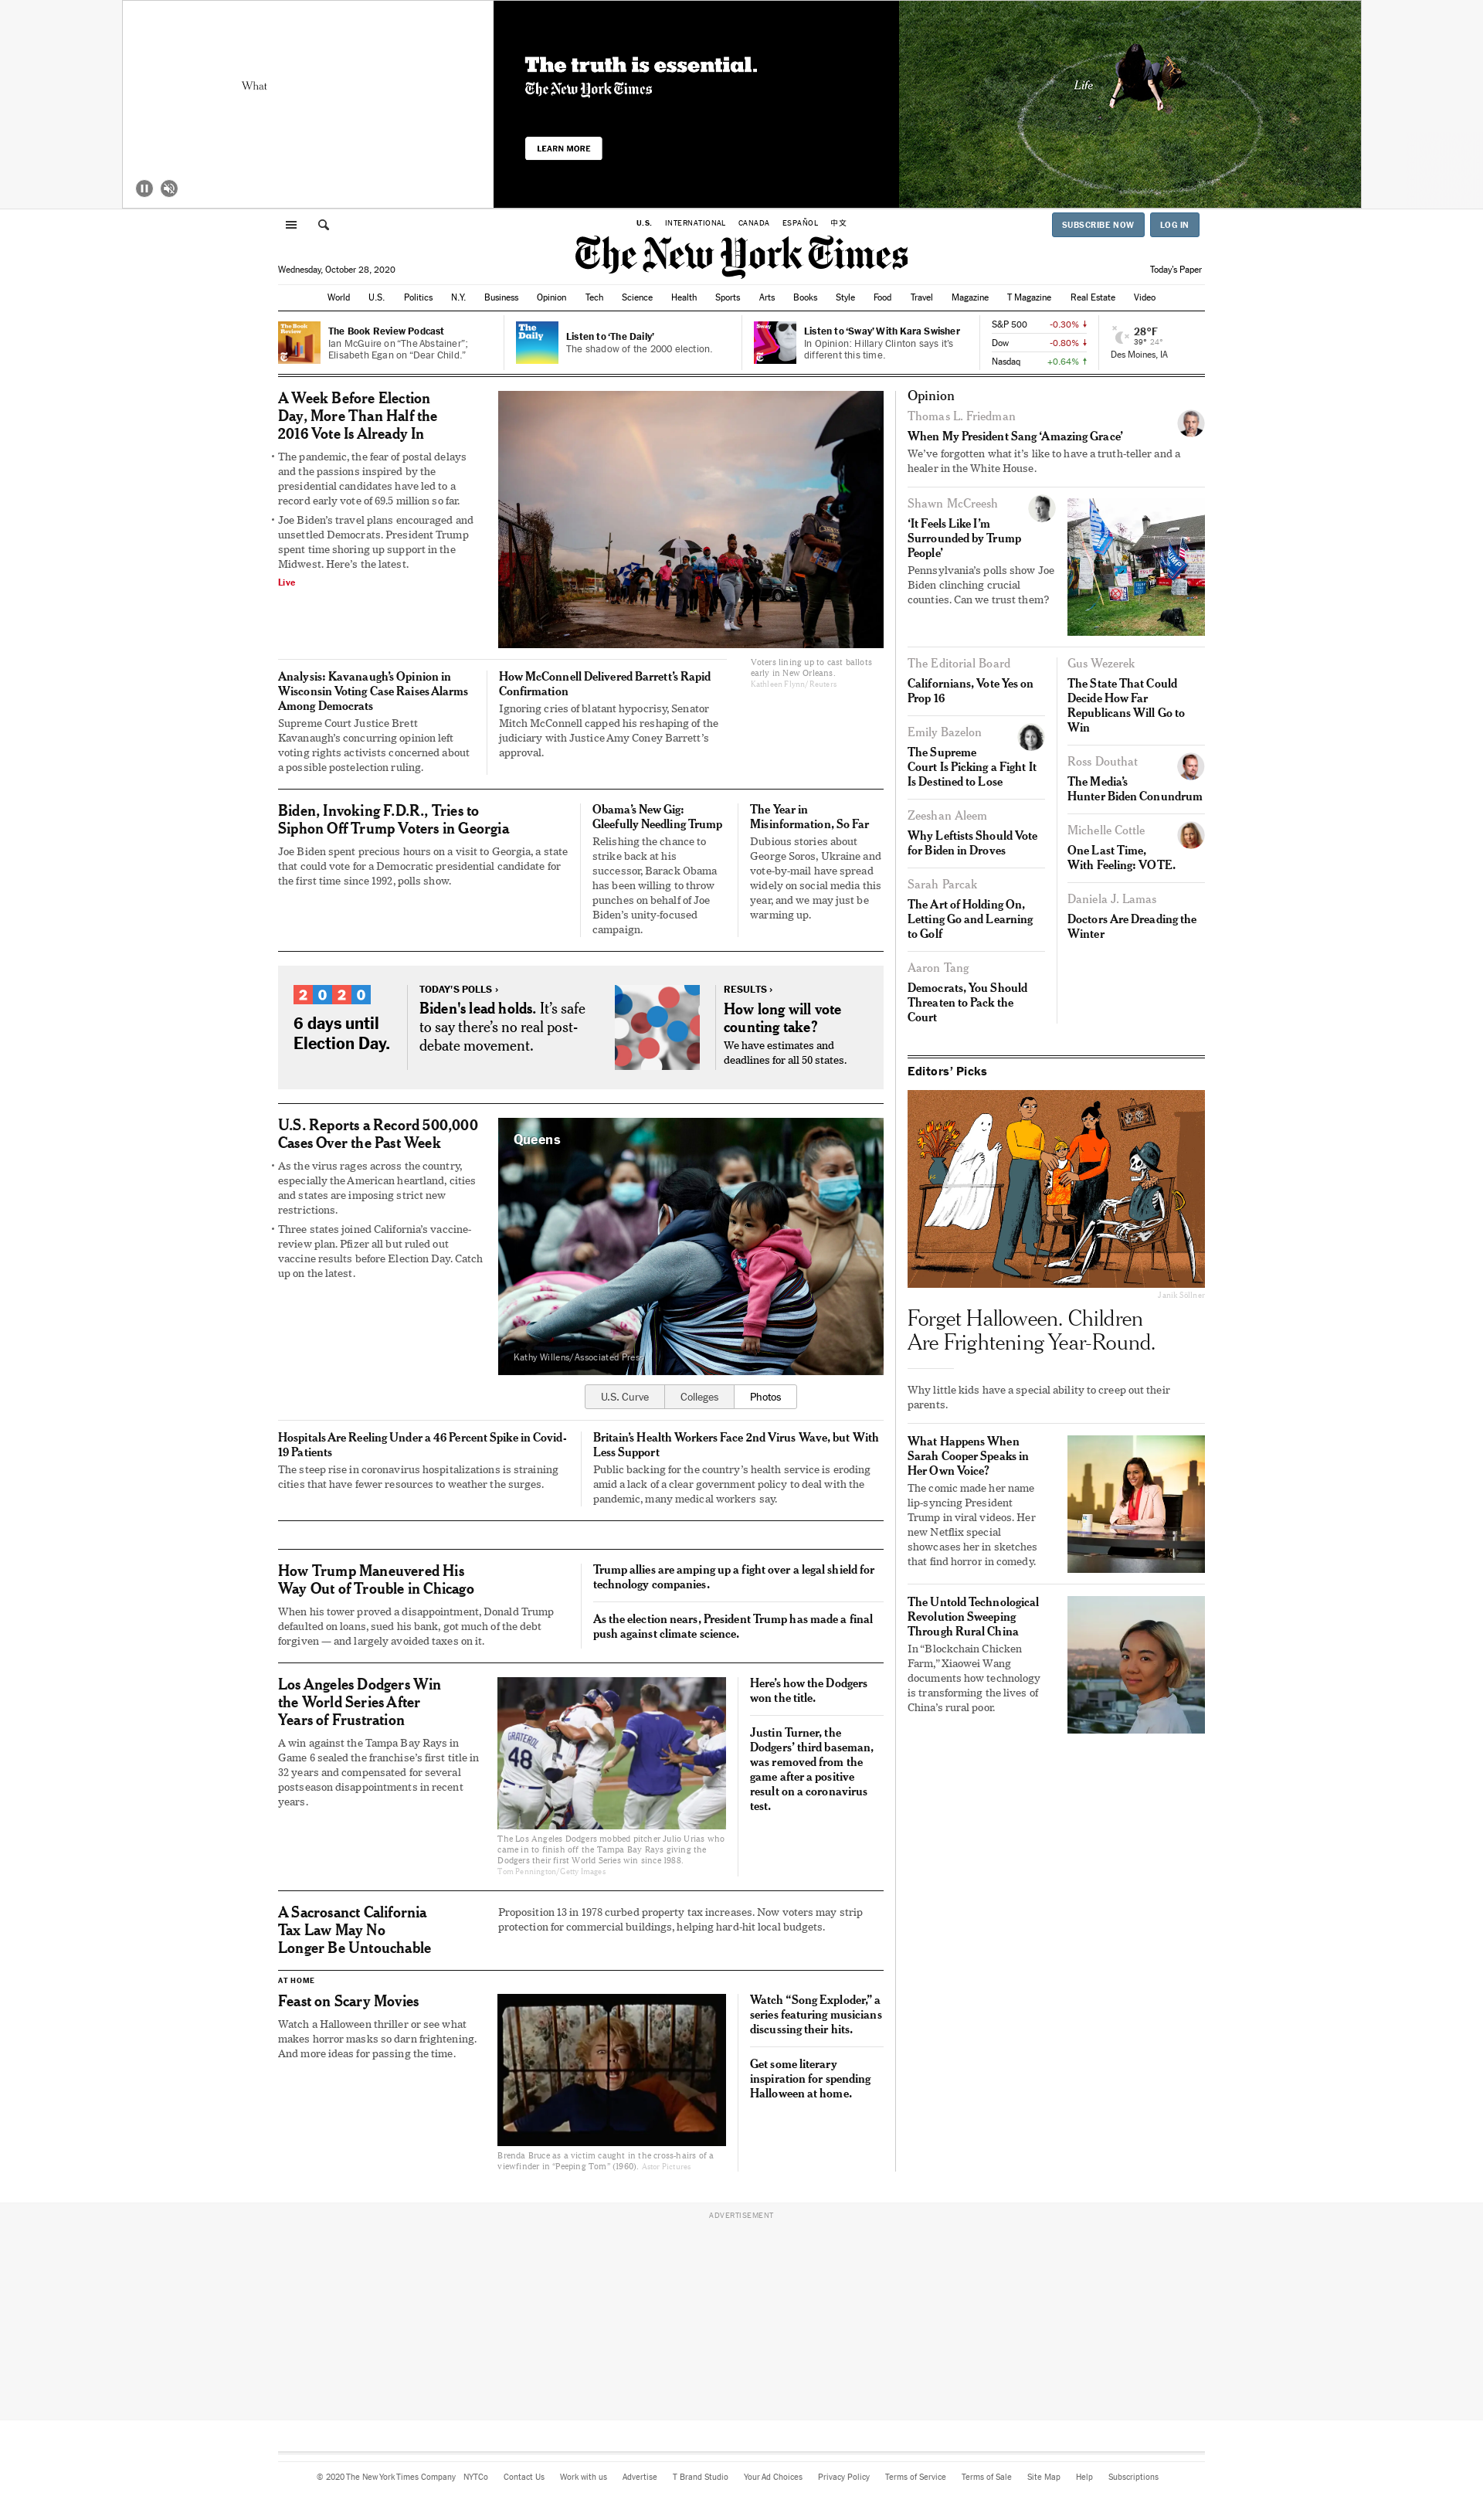 What
The truth is essential.
The New York Times
LEARN MORE
Life
U.S. INTERNATIONAL CANADA ESPAÑOL 中文
SUBSCRIBE NOW LOG IN
The New York Times
Wednesday, October 28, 2020
Today's Paper
World U.S. Politics N.Y. Business Opinion Tech Science Health Sports Arts Books Style Food Travel Magazine T Magazine Real Estate Video
The Book Review
The Book Review Podcast
Ian McGuire on “The Abstainer”;
Elisabeth Egan on “Dear Child.”
The Daily
Listen to ‘The Daily’
The shadow of the 2000 election.
Sway
Listen to ‘Sway’ With Kara Swisher
In Opinion: Hillary Clinton says it's
different this time.
S&P 500 -0.30%
Dow -0.80%
Nasdaq +0.64%
28°F
39° 24°
Des Moines, IA
A Week Before Election
Day, More Than Half the
2016 Vote Is Already In
The pandemic, the fear of postal delays
and the passions inspired by the
presidential candidates have led to a
record early vote of 69.5 million so far.
Joe Biden’s travel plans encouraged and
unsettled Democrats. President Trump
spent time shoring up support in the
Midwest. Here’s the latest.
Live
Voters lining up to cast ballots
early in New Orleans.
Kathleen Flynn/Reuters
Analysis: Kavanaugh’s Opinion in
Wisconsin Voting Case Raises Alarms
Among Democrats
Supreme Court Justice Brett
Kavanaugh’s concurring opinion left
voting rights activists concerned about
a possible postelection ruling.
How McConnell Delivered Barrett’s Rapid
Confirmation
Ignoring cries of blatant hypocrisy, Senator
Mitch McConnell capped his reshaping of the
judiciary with Justice Amy Coney Barrett’s
approval.
Biden, Invoking F.D.R., Tries to
Siphon Off Trump Voters in Georgia
Joe Biden spent precious hours on a visit to Georgia, a state
that could vote for a Democratic presidential candidate for
the first time since 1992, polls show.
Obama’s New Gig:
Gleefully Needling Trump
Relishing the chance to
strike back at his
successor, Barack Obama
has been willing to throw
punches on behalf of Joe
Biden’s unity-focused
campaign.
The Year in
Misinformation, So Far
Dubious stories about
George Soros, Ukraine and
vote-by-mail have spread
widely on social media this
year, and we may just be
warming up.
2020
6 days until
Election Day.
TODAY’S POLLS ›
Biden's lead holds. It’s safe
to say there’s no real post-
debate movement.
RESULTS ›
How long will vote
counting take?
We have estimates and
deadlines for all 50 states.
U.S. Reports a Record 500,000
Cases Over the Past Week
As the virus rages across the country,
especially the American heartland, cities
and states are imposing strict new
restrictions.
Three states joined California’s vaccine-
review plan. Pfizer all but ruled out
vaccine results before Election Day. Catch
up on the latest.
Queens
Kathy Willens/Associated Press
U.S. Curve Colleges Photos
Hospitals Are Reeling Under a 46 Percent Spike in Covid-
19 Patients
The steep rise in coronavirus hospitalizations is straining
cities that have fewer resources to weather the surges.
Britain’s Health Workers Face 2nd Virus Wave, but With
Less Support
Public backing for the country’s health service is eroding
amid a lack of a clear government policy to deal with the
pandemic, many medical workers say.
How Trump Maneuvered His
Way Out of Trouble in Chicago
When his tower proved a disappointment, Donald Trump
defaulted on loans, sued his bank, got much of the debt
forgiven — and largely avoided taxes on it.
Trump allies are amping up a fight over a legal shield for
technology companies.
As the election nears, President Trump has made a final
push against climate science.
Los Angeles Dodgers Win
the World Series After
Years of Frustration
A win against the Tampa Bay Rays in
Game 6 sealed the franchise’s first title in
32 years and compensated for several
postseason disappointments in recent
years.
GRATEROL
48
The Los Angeles Dodgers mobbed pitcher Julio Urias who
came in to finish off the Tampa Bay Rays giving the
Dodgers their first World Series win since 1988.
Tom Pennington/Getty Images
Here’s how the Dodgers
won the title.
Justin Turner, the
Dodgers’ third baseman,
was removed from the
game after a positive
result on a coronavirus
test.
A Sacrosanct California
Tax Law May No
Longer Be Untouchable
Proposition 13 in 1978 curbed property tax increases. Now voters may strip
protection for commercial buildings, helping hard-hit local budgets.
AT HOME
Feast on Scary Movies
Watch a Halloween thriller or see what
makes horror masks so darn frightening.
And more ideas for passing the time.
Brenda Bruce as a victim caught in the cross-hairs of a
viewfinder in “Peeping Tom” (1960). Astor Pictures
Watch “Song Exploder,” a
series featuring musicians
discussing their hits.
Get some literary
inspiration for spending
Halloween at home.
Opinion
Thomas L. Friedman
When My President Sang ‘Amazing Grace’
We’ve forgotten what it’s like to have a truth-teller and a
healer in the White House.
Shawn McCreesh
‘It Feels Like I’m
Surrounded by Trump
People’
Pennsylvania’s polls show Joe
Biden clinching crucial
counties. Can we trust them?
TRUMP
The Editorial Board
Californians, Vote Yes on
Prop 16
Emily Bazelon
The Supreme
Court Is Picking a Fight It
Is Destined to Lose
Zeeshan Aleem
Why Leftists Should Vote
for Biden in Droves
Sarah Parcak
The Art of Holding On,
Letting Go and Learning
to Golf
Aaron Tang
Democrats, You Should
Threaten to Pack the
Court
Gus Wezerek
The State That Could
Decide How Far
Republicans Will Go to
Win
Ross Douthat
The Media’s
Hunter Biden Conundrum
Michelle Cottle
One Last Time,
With Feeling: VOTE.
Daniela J. Lamas
Doctors Are Dreading the
Winter
Editors’ Picks
Janik Söllner
Forget Halloween. Children
Are Frightening Year-Round.
Why little kids have a special ability to creep out their
parents.
What Happens When
Sarah Cooper Speaks in
Her Own Voice?
The comic made her name
lip-syncing President
Trump in viral videos. Her
new Netflix special
showcases her in sketches
that find horror in comedy.
The Untold Technological
Revolution Sweeping
Through Rural China
In “Blockchain Chicken
Farm,” Xiaowei Wang
documents how technology
is transforming the lives of
China’s rural poor.
ADVERTISEMENT
© 2020 The New York Times Company NYTCo Contact Us Work with us Advertise T Brand Studio Your Ad Choices Privacy Policy Terms of Service Terms of Sale Site Map Help Subscriptions